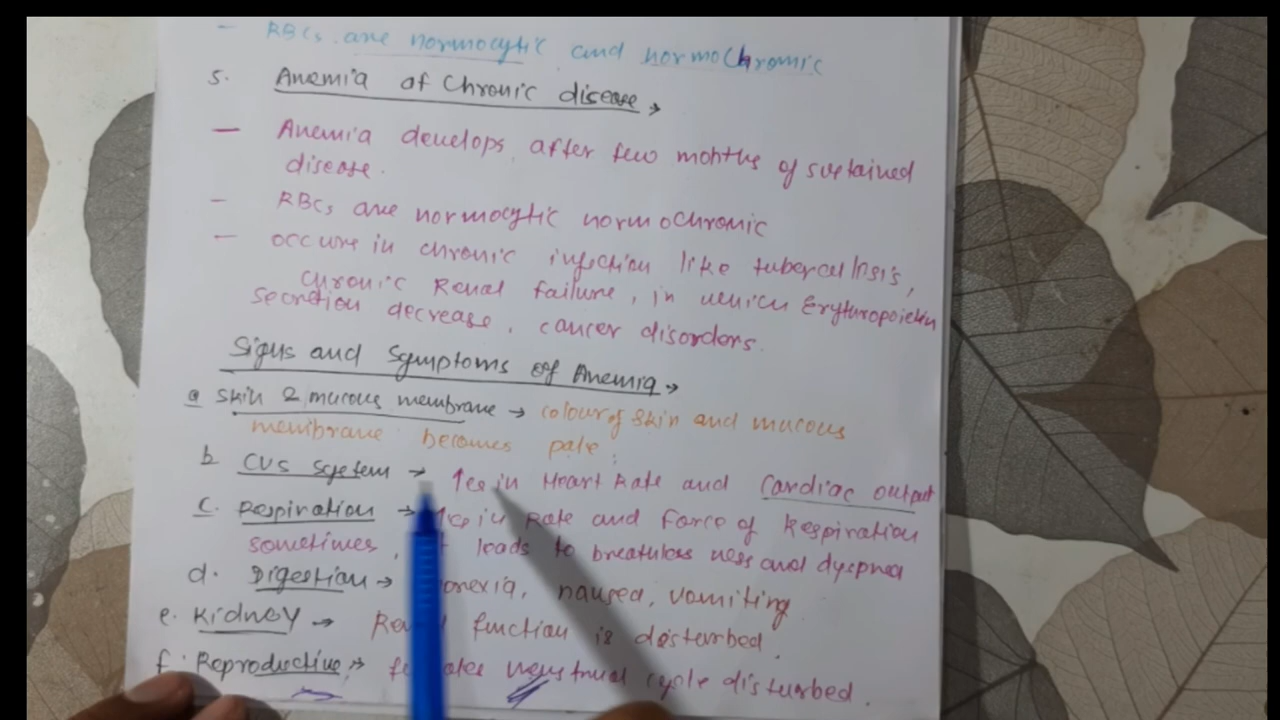 - RBCs are normocytic and normochromic
5. Anemia of Chronic disease →
- Anemia develops after few months of sustained
disease.
- RBCs are normocytic normochromic
- occure in chronic infection like tuberculosis,
chronic Renal failure, in which Erythropoietin
secretion decrease, cancer disorders.
Signs and Symptoms of Anemia →
a Skin & mucous membrane → colour of skin and mucous
membrane becomes pale.
b CVS System → ↑es in Heart Rate and Cardiac output
c. Respiration → in Rate and Force of Respiration
sometimes, leads to breathlessness and dyspnea
d. Digestion → nausea, vomiting
e. Kidney → function is disturbed.
f. Reproductive → menstrual cycle disturbed.